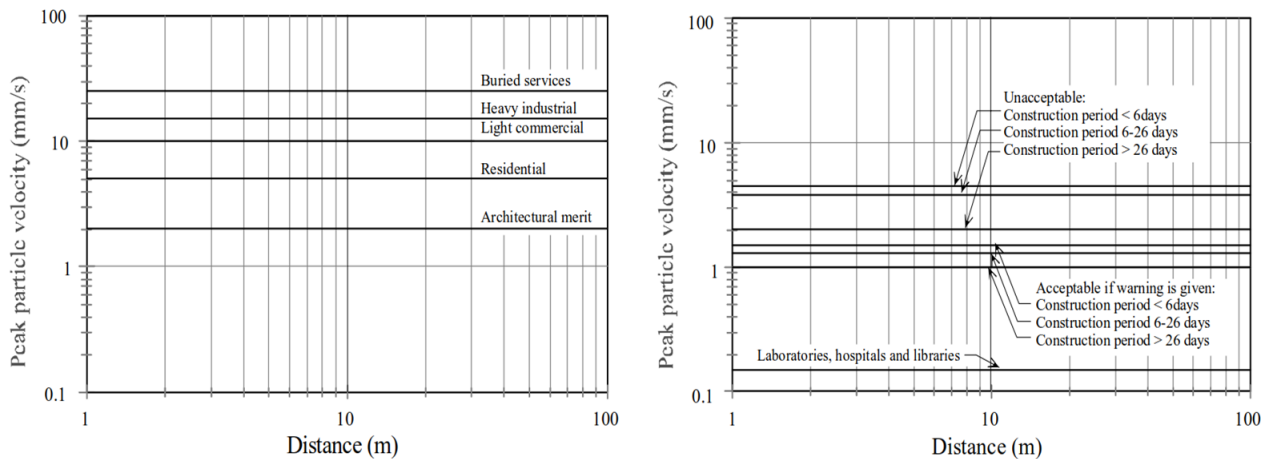 100
10
1
0.1
Peak particle velocity (mm/s)
Buried services
Heavy industrial
Light commercial
Residential
Architectural merit
1
10
100
Distance (m)
100
10
1
0.1
Peak particle velocity (mm/s)
Unacceptable:
Construction period < 6days
Construction period 6-26 days
Construction period > 26 days
Acceptable if warning is given:
Construction period < 6days
Construction period 6-26 days
Construction period > 26 days
Laboratories, hospitals and libraries
1
10
100
Distance (m)